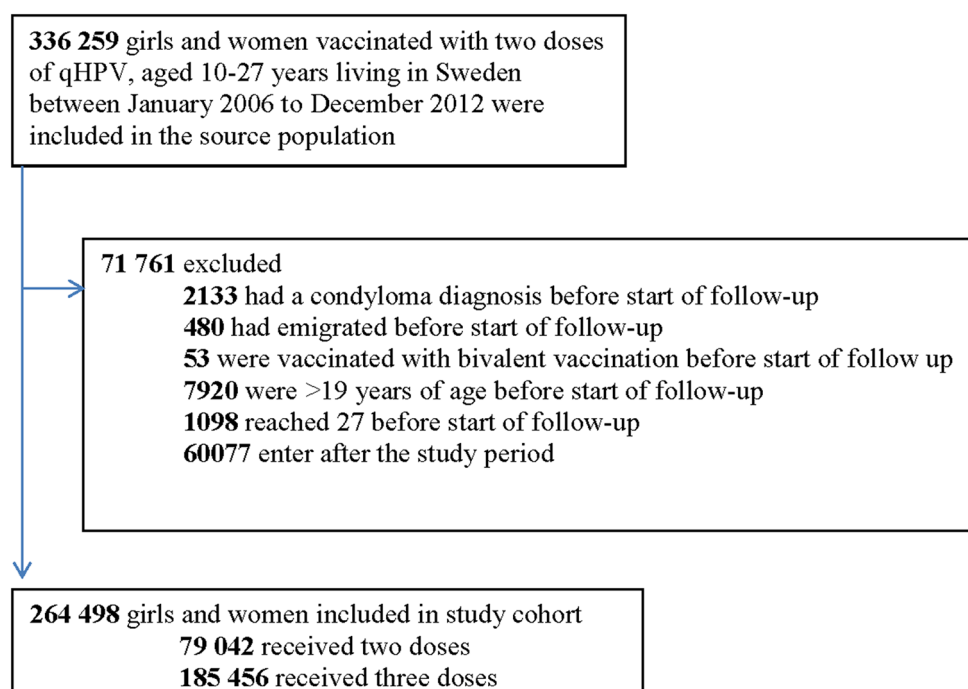 336 259 girls and women vaccinated with two doses
of qHPV, aged 10-27 years living in Sweden
between January 2006 to December 2012 were
included in the source population
71 761 excluded
2133 had a condyloma diagnosis before start of follow-up
480 had emigrated before start of follow-up
53 were vaccinated with bivalent vaccination before start of follow up
7920 were >19 years of age before start of follow-up
1098 reached 27 before start of follow-up
60077 enter after the study period
264 498 girls and women included in study cohort
79 042 received two doses
185 456 received three doses